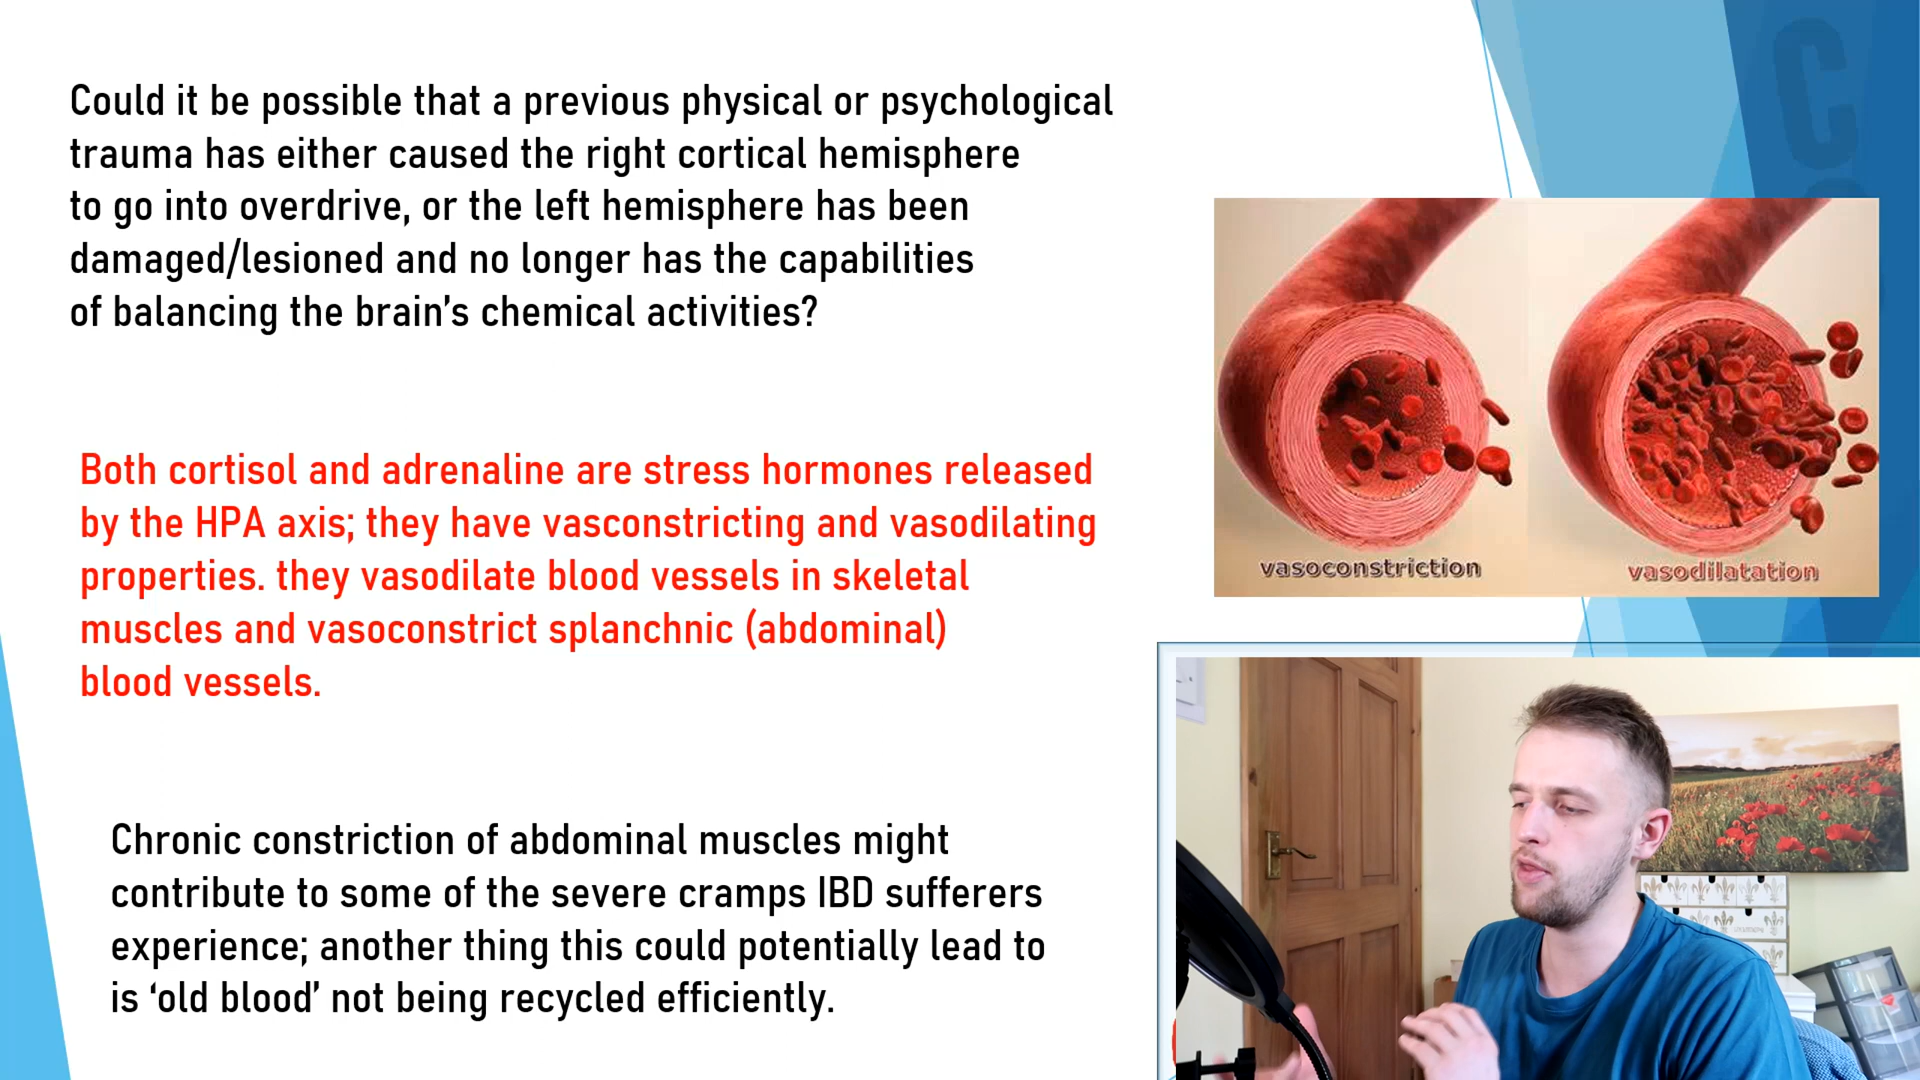 Could it be possible that a previous physical or psychological
trauma has either caused the right cortical hemisphere
to go into overdrive, or the left hemisphere has been
damaged/lesioned and no longer has the capabilities
of balancing the brain's chemical activities?
Both cortisol and adrenaline are stress hormones released
by the HPA axis; they have vasconstricting and vasodilating
properties. they vasodilate blood vessels in skeletal
muscles and vasoconstrict splanchnic (abdominal)
blood vessels.
Chronic constriction of abdominal muscles might
contribute to some of the severe cramps IBD sufferers
experience; another thing this could potentially lead to
is ‘old blood’ not being recycled efficiently.
vasoconstriction
vasodilatation
C